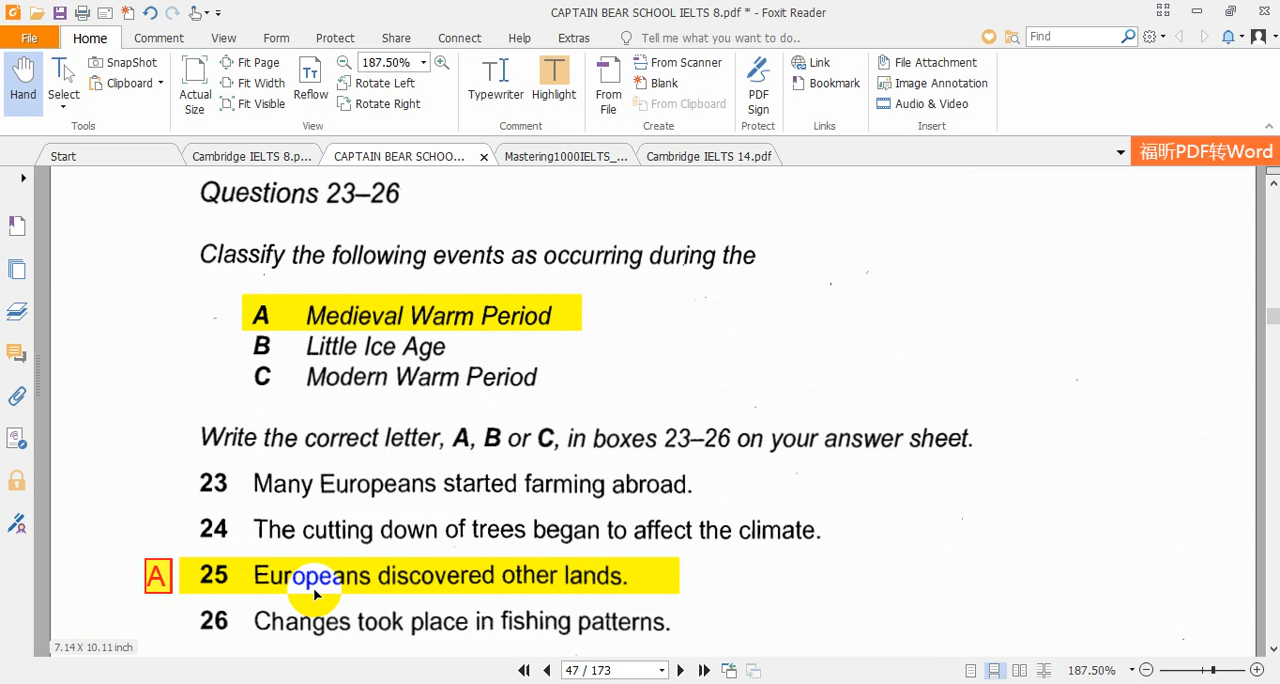 CAPTAIN BEAR SCHOOL IELTS 8.pdf * - Foxit Reader
File Home Comment View Form Protect Share Connect Help Extras Tell me what you want to do.. Find
Hand
Select
SnapShot
Clipboard
Tools
Actual Size
Fit Page
Fit Width
Fit Visible
Reflow
187.50%
Rotate Left
Rotate Right
View
Typewriter
Highlight
Comment
From File
From Scanner
Blank
From Clipboard
Create
PDF Sign
Protect
Link
Bookmark
Links
File Attachment
Image Annotation
Audio & Video
Insert
Start Cambridge IELTS 8.p... CAPTAIN BEAR SCHOO... Mastering1000IELTS_... Cambridge IELTS 14.pdf 福昕PDF转Word
Questions 23–26
Classify the following events as occurring during the
A Medieval Warm Period
B Little Ice Age
C Modern Warm Period
Write the correct letter, A, B or C, in boxes 23–26 on your answer sheet.
23 Many Europeans started farming abroad.
24 The cutting down of trees began to affect the climate.
A 25 Europeans discovered other lands.
26 Changes took place in fishing patterns.
7.14 X 10.11 inch
47 / 173 187.50%